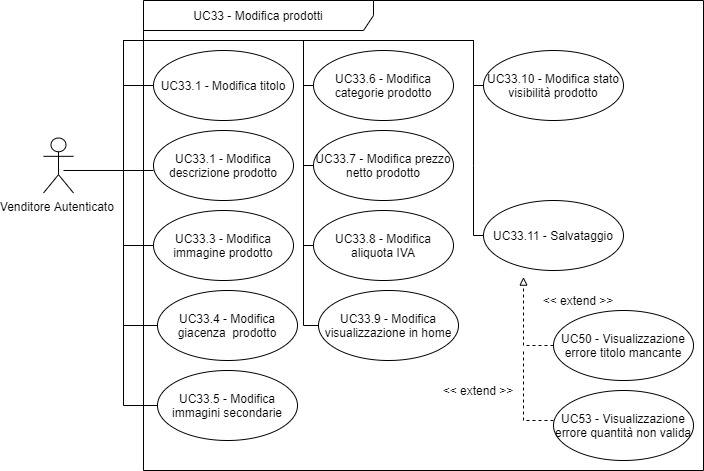 UC33 - Modifica prodotti
UC33.1 - Modifica titolo
UC33.6 - Modifica
categorie prodotto
UC33.10 - Modifica stato
visibilità prodotto
UC33.1 - Modifica
descrizione prodotto
UC33.7 - Modifica prezzo
netto prodotto
Venditore Autenticato
UC33.3 - Modifica
immagine prodotto
UC33.8 - Modifica
aliquota IVA
UC33.11 - Salvataggio
<< extend >>
UC33.4 - Modifica
giacenza prodotto
UC33.9 - Modifica
visualizzazione in home
UC50 - Visualizzazione
errore titolo mancante
<< extend >>
UC33.5 - Modifica
immagini secondarie
UC53 - Visualizzazione
errore quantità non valida